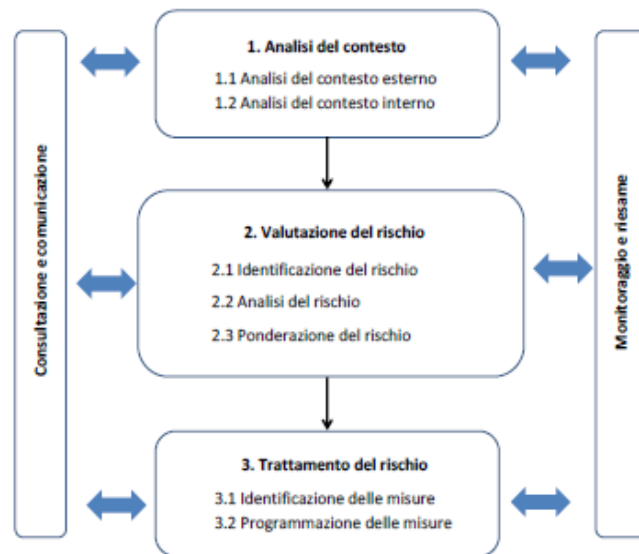 Consultazione e comunicazione
1. Analisi del contesto
1.1 Analisi del contesto esterno
1.2 Analisi del contesto interno
2. Valutazione del rischio
2.1 Identificazione del rischio
2.2 Analisi del rischio
2.3 Ponderazione del rischio
3. Trattamento del rischio
3.1 Identificazione delle misure
3.2 Programmazione delle misure
Monitoraggio e riesame